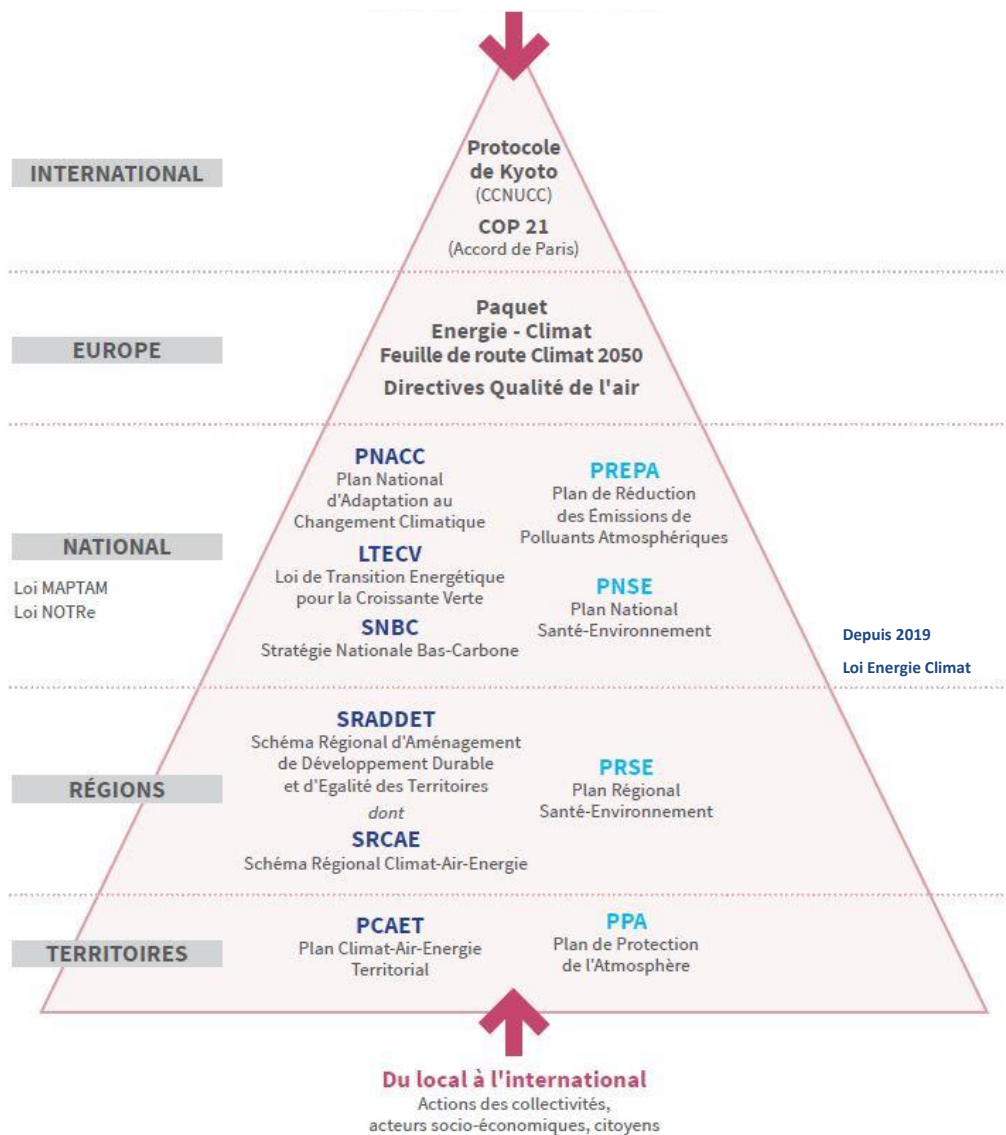 INTERNATIONAL
Protocole
de Kyoto
(CCNUCC)
COP 21
(Accord de Paris)
EUROPE
Paquet
Energie - Climat
Feuille de route Climat 2050
Directives Qualité de l'air
NATIONAL
Loi MAPTAM
Loi NOTRe
PNACC
Plan National
d'Adaptation au
Changement Climatique
LTECV
Loi de Transition Energétique
pour la Croissante Verte
SNBC
Stratégie Nationale Bas-Carbone
PREPA
Plan de Réduction
des Émissions de
Polluants Atmosphériques
PNSE
Plan National
Santé-Environnement
Depuis 2019
Loi Energie Climat
RÉGIONS
SRADDET
Schéma Régional d'Aménagement
de Développement Durable
et d'Egalité des Territoires
dont
SRCAE
Schéma Régional Climat-Air-Energie
PRSE
Plan Régional
Santé-Environnement
TERRITOIRES
PCAET
Plan Climat-Air-Energie
Territorial
PPA
Plan de Protection
de l'Atmosphère
Du local à l'international
Actions des collectivités,
acteurs socio-économiques, citoyens